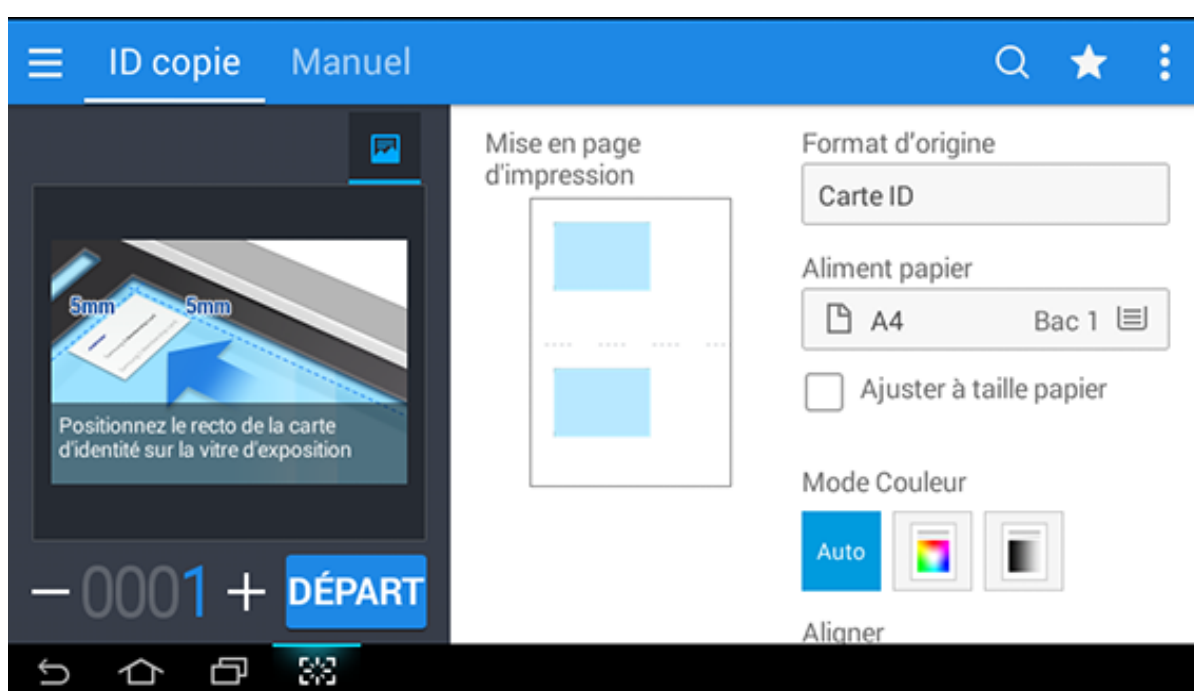 ID copie
Manuel
5mm
5mm
Positionnez le recto de la carte
d'identité sur la vitre d'exposition
0001
DÉPART
Mise en page
d'impression
Format d'origine
Carte ID
Aliment papier
A4
Bac 1
Ajuster à taille papier
Mode Couleur
Auto
Aligner